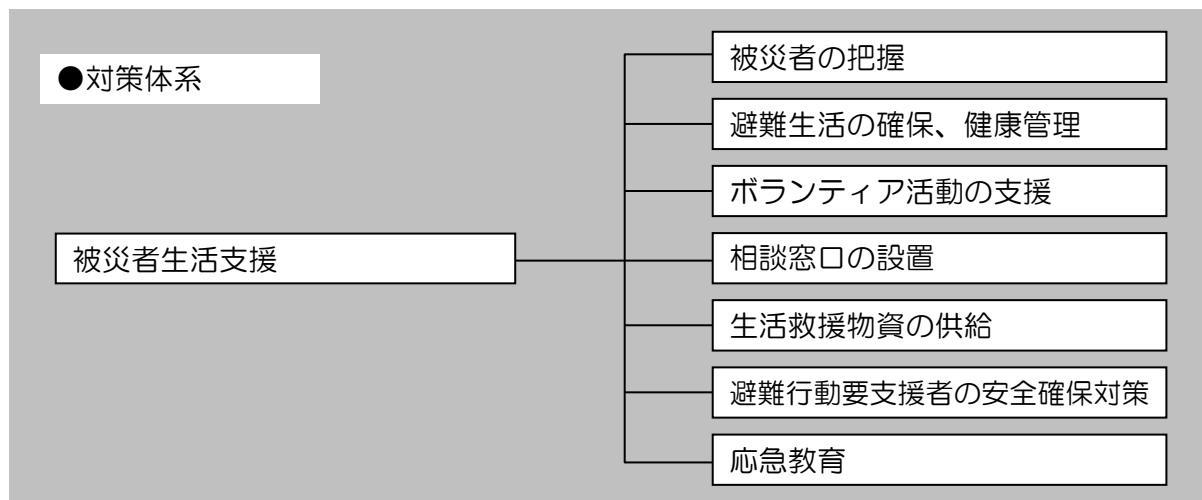 ●対策体系
被災者生活支援
被災者の把握
避難生活の確保、健康管理
ボランティア活動の支援
相談窓口の設置
生活救援物資の供給
避難行動要支援者の安全確保対策
応急教育